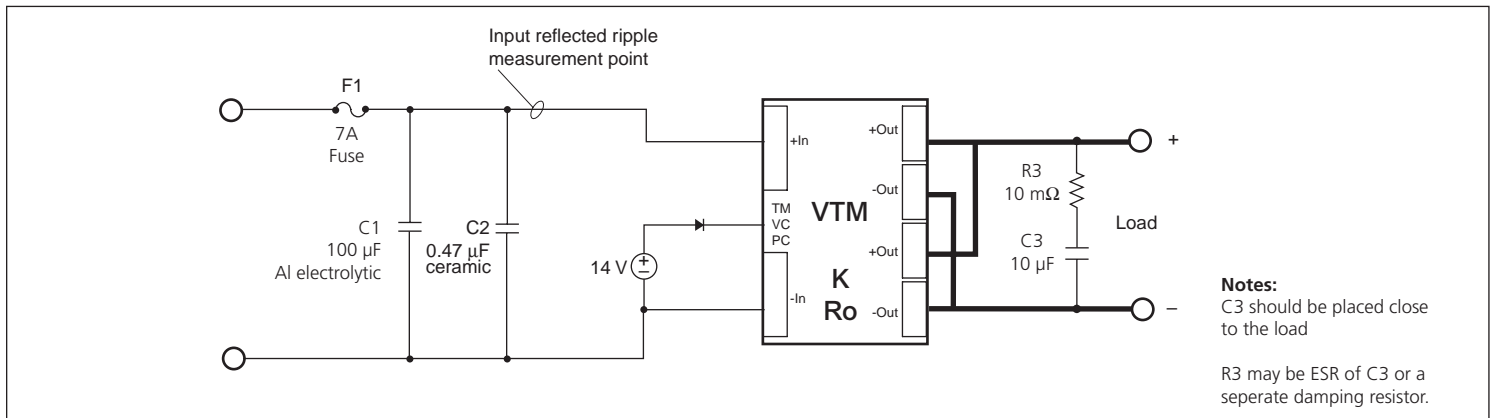 Input reflected ripple
measurement point
F1
7A
Fuse
C1
100 µF
Al electrolytic
C2
0.47 µF
ceramic
14 V
+
–
+In
TM
VC
PC
-In
VTM
K
Ro
+Out
-Out
+Out
-Out
R3
10 mΩ
C3
10 µF
+
Load
–
Notes:
C3 should be placed close
to the load
R3 may be ESR of C3 or a
seperate damping resistor.